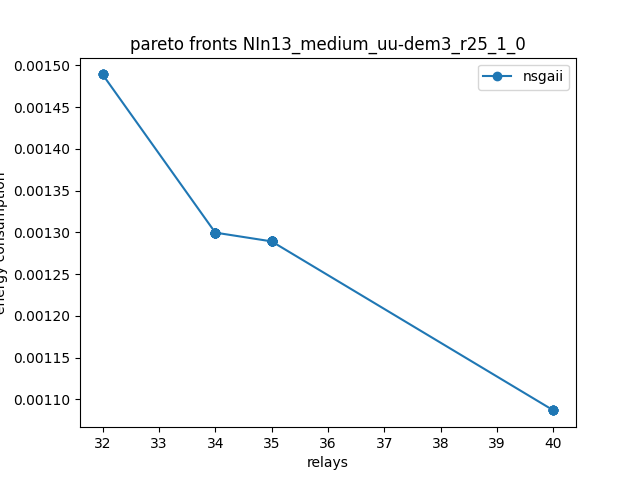 pareto fronts NIn13_medium_uu-dem3_r25_1_0
nsgaii
0.00150
0.00145
0.00140
0.00135
0.00130
0.00125
0.00120
0.00115
0.00110
energy consumption
32 33 34 35 36 37 38 39 40
relays